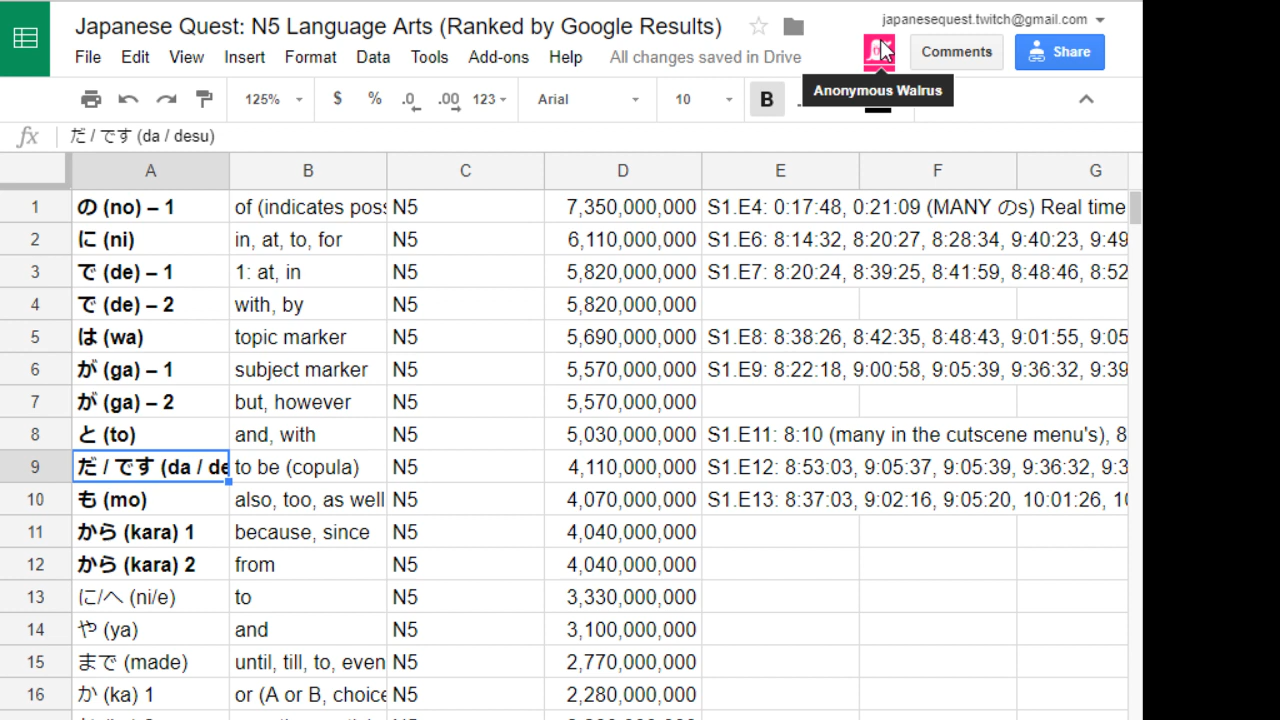 Japanese Quest: N5 Language Arts (Ranked by Google Results)
japanesequest.twitch@gmail.com
File Edit View Insert Format Data Tools Add-ons Help All changes saved in Drive
Comments Share
Anonymous Walrus
125% $ % .0 .00 123 Arial 10 B
fx だ / です (da / desu)
A B C D E F G
1 の (no) – 1 of (indicates poss N5 7,350,000,000 S1.E4: 0:17:48, 0:21:09 (MANY のs) Real time
2 に (ni) in, at, to, for N5 6,110,000,000 S1.E6: 8:14:32, 8:20:27, 8:28:34, 9:40:23, 9:49
3 で (de) – 1 1: at, in N5 5,820,000,000 S1.E7: 8:20:24, 8:39:25, 8:41:59, 8:48:46, 8:52
4 で (de) – 2 with, by N5 5,820,000,000
5 は (wa) topic marker N5 5,690,000,000 S1.E8: 8:38:26, 8:42:35, 8:48:43, 9:01:55, 9:05
6 が (ga) – 1 subject marker N5 5,570,000,000 S1.E9: 8:22:18, 9:00:58, 9:05:39, 9:36:32, 9:39
7 が (ga) – 2 but, however N5 5,570,000,000
8 と (to) and, with N5 5,030,000,000 S1.E11: 8:10 (many in the cutscene menu's), 8
9 だ / です (da / de to be (copula) N5 4,110,000,000 S1.E12: 8:53:03, 9:05:37, 9:05:39, 9:36:32, 9:3
10 も (mo) also, too, as well N5 4,070,000,000 S1.E13: 8:37:03, 9:02:16, 9:05:20, 10:01:26, 10
11 から (kara) 1 because, since N5 4,040,000,000
12 から (kara) 2 from N5 4,040,000,000
13 に/へ (ni/e) to N5 3,330,000,000
14 や (ya) and N5 3,100,000,000
15 まで (made) until, till, to, even N5 2,770,000,000
16 か (ka) 1 or (A or B, choice N5 2,280,000,000